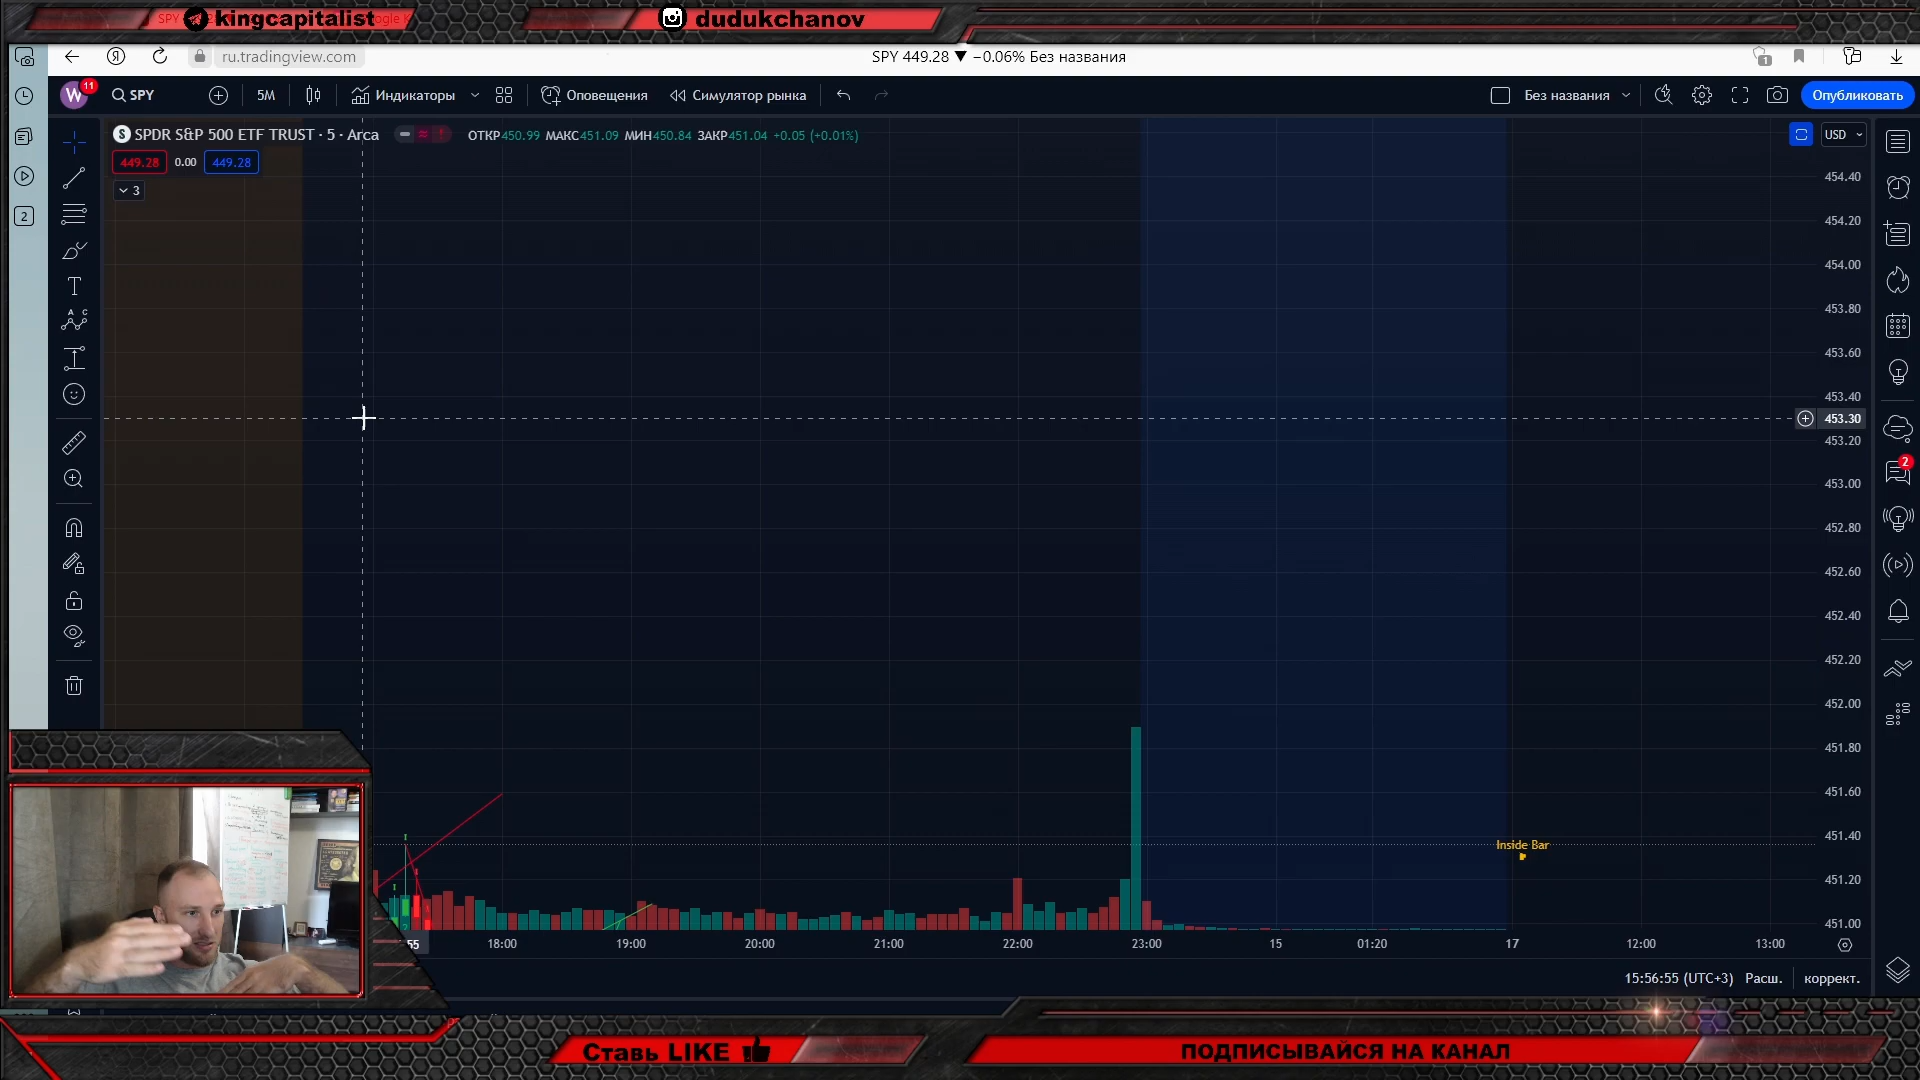 kingcapitalist
dudukchanov
ru.tradingview.com
SPY 449.28 ▼ −0.06% Без названия
1
W
11
SPY
5М
Индикаторы
Оповещения
Симулятор рынка
Без названия
Опубликовать
2
S SPDR S&P 500 ETF TRUST · 5 · Arca
ОТКР450.99 МАКС451.09 МИН450.84 ЗАКР451.04 +0.05 (+0.01%)
USD
449.28
0.00
449.28
3
454.40
454.20
454.00
453.80
453.60
453.40
453.30
453.20
453.00
2
452.80
452.60
452.40
452.20
452.00
451.80
451.60
451.40
Inside Bar
451.20
451.00
55
18:00
19:00
20:00
21:00
22:00
23:00
15
01:20
17
12:00
13:00
15:56:55 (UTC+3)
Расш.
коррект.
Ставь LIKE
ПОДПИСЫВАЙСЯ НА КАНАЛ